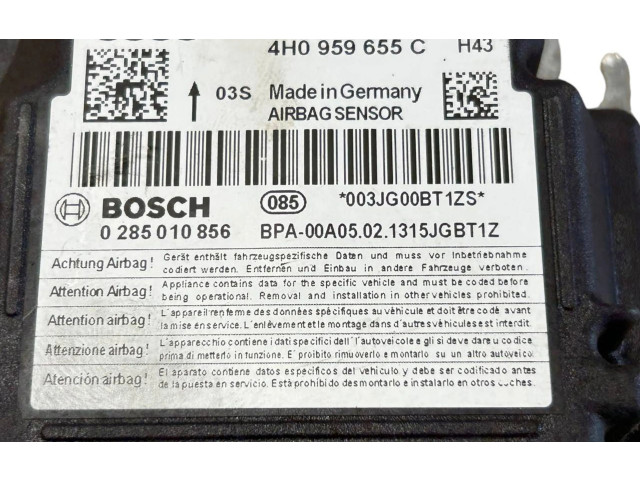 4H0 959 655 C H43
03S Made in Germany
AIRBAG SENSOR
BOSCH 085 *003JG00BT1ZS*
0 285 010 856 BPA-00A05.02.1315JGBT1Z
Achtung Airbag! Gerät enthält fahrzeugspezifische Daten und muss vor Inbetriebnahme
codiert werden. Entfernen und Einbau in andere Fahrzeuge verboten.
Attention Airbag! Appliance contains data for the specific vehicle and must be coded before
being operational. Removal and installation in other vehicles prohibited.
Attention airbag! L'appareil renferme des données spécifiques au véhicule et doit être codé avant
la mise en service. L'enlèvement et le montage dans d'autres véhicules est interdit.
Attenzione airbag! L'apparecchio contiene i dati specifici dell'l'autoveicolo e gli si deve dare u codice
prima di metterlo in funzione. E' proibito rimuoverlo e montarlo su un altro autoveico.
Atención airbag! El aparato contiene datos específicos del vehículo y debe ser codificado antes
de la puesta en servicio. Está prohibido desmontarlo e instalarlo en otros coches.